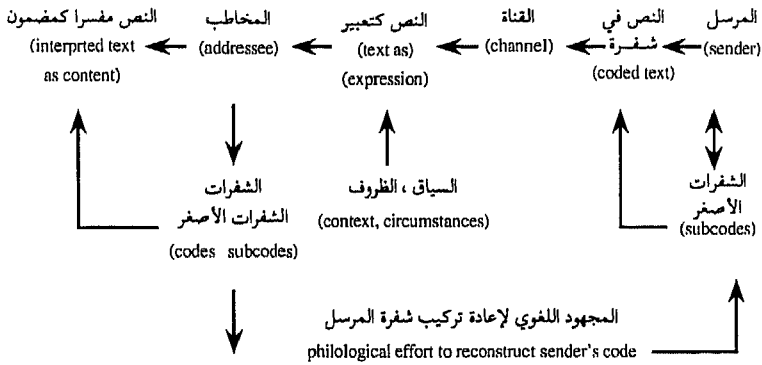 المرسل
(sender)
النص في
شفرة
(coded text)
القناة
(channel)
النص كتعبير
(text as)
(expression)
المخاطب
(addressee)
النص مفسرا كمضمون
(interprted text
as content)
الشفرات
الأصغر
(subcodes)
السياق ، الظروف
(context, circumstances)
الشفرات
الشفرات الأصغر
(codes subcodes)
المجهود اللغوي لإعادة تركيب شفرة المرسل
philological effort to reconstruct sender's code